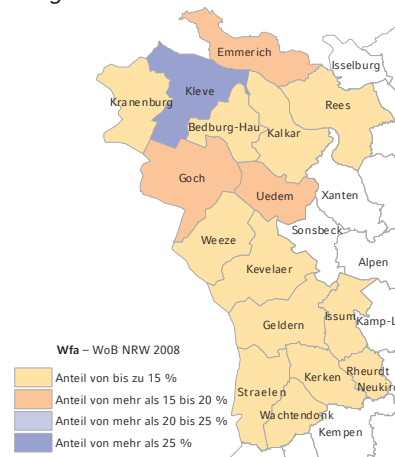 Emmerich
Isselburg
Kleve
Kranenburg
Rees
Bedburg-Hau
Kalkar
Goch
Uedem
Xanten
Sonsbeck
Weeze
Alpen
Kevelaer
Issum
Kamp-L
Geldern
Wfa – WoB NRW 2008
Anteil von bis zu 15 %
Anteil von mehr als 15 bis 20 %
Anteil von mehr als 20 bis 25 %
Anteil von mehr als 25 %
Rheurdt
Kerken
Neukirc
Straelen
Wachtendonk
Kempen